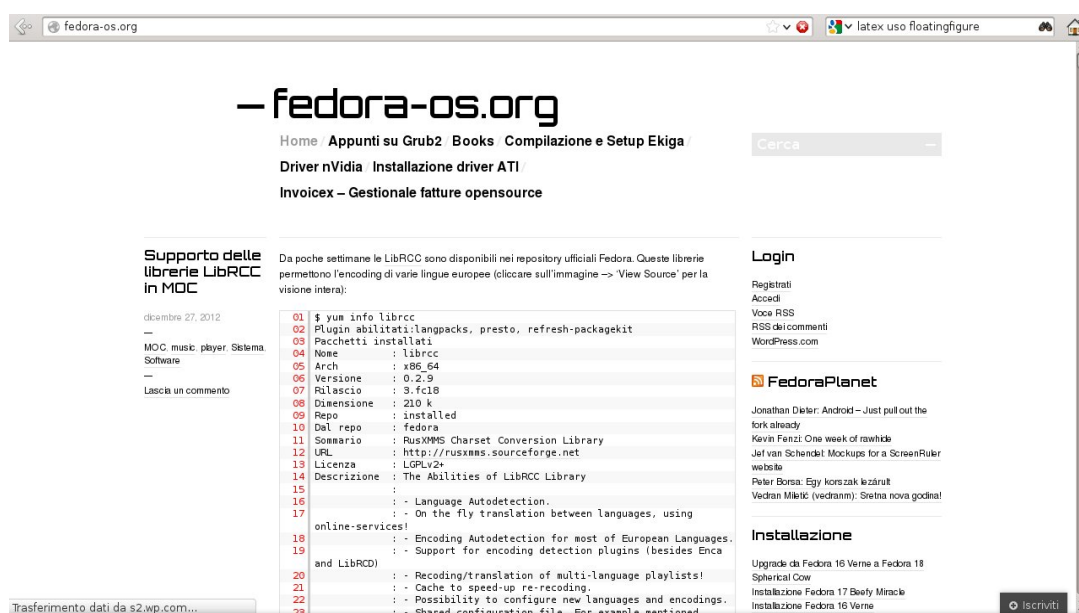 fedora-os.org
latex uso floatingfigure
— fedora-os.org
Home / Appunti su Grub2 / Books / Compilazione e Setup Ekiga /
Driver nVidia / Installazione driver ATI /
Invoicex – Gestionale fatture opensource
Cerca
Supporto delle
librerie LibRCC
in MOC
dicembre 27, 2012
—
MOC, music, player, Sistema,
Software
—
Lascia un commento
Da poche settimane le LibRCC sono disponibili nei repository ufficiali Fedora. Queste librerie
permettono l'encoding di varie lingue europee (cliccare sull'immagine –> 'View Source' per la
visione intera):
01 $ yum info librcc
02 Plugin abilitati:langpacks, presto, refresh-packagekit
03 Pacchetti installati
04 Nome : librcc
05 Arch : x86_64
06 Versione : 0.2.9
07 Rilascio : 3.fc18
08 Dimensione : 210 k
09 Repo : installed
10 Dal repo : fedora
11 Sommario : RusXMMS Charset Conversion Library
12 URL : http://rusxmms.sourceforge.net
13 Licenza : LGPLv2+
14 Descrizione : The Abilities of LibRCC Library
15 :
16 : - Language Autodetection.
17 : - On the fly translation between languages, using
online-services!
18 : - Encoding Autodetection for most of European Languages.
19 : - Support for encoding detection plugins (besides Enca
and LibRCD)
20 : - Recoding/translation of multi-language playlists!
21 : - Cache to speed-up re-recoding.
22 : - Possibility to configure new languages and encodings.
23 : - Shared configuration file. For example mentioned
Login
Registrati
Accedi
Voce RSS
RSS dei commenti
WordPress.com
FedoraPlanet
Jonathan Dieter: Android – Just pull out the
fork already
Kevin Fenzi: One week of rawhide
Jef van Schendel: Mockups for a ScreenRuler
website
Peter Borsa: Egy korszak lezárult
Vedran Miletić (vedranm): Sretna nova godina!
Installazione
Upgrade da Fedora 16 Verne a Fedora 18
Spherical Cow
Installazione Fedora 17 Beefy Miracle
Installazione Fedora 16 Verne
Trasferimento dati da s2.wp.com...
Iscriviti